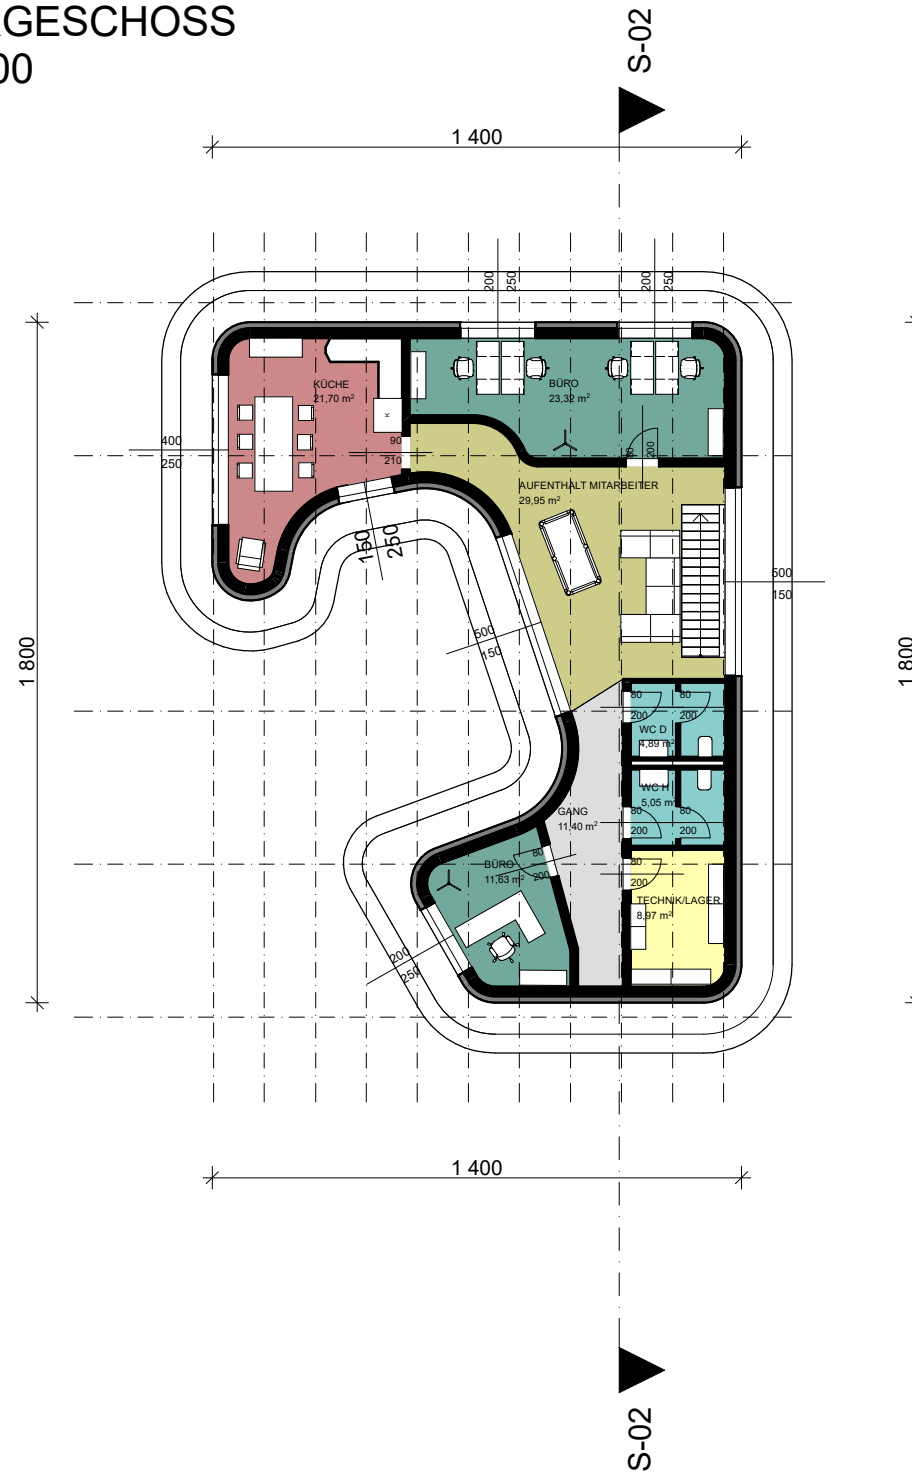 RGESCHOSS
00
S-02
1 400
200
250
200
250
KÜCHE
21,70 m²
BÜRO
23,32 m²
K
400
250
90
210
80
200
AUFENTHALT MITARBEITER
29,95 m²
150
250
500
150
500
150
1 800
1 800
80
200
80
200
WC D
4,89 m²
WC H
5,05 m²
80
200
80
200
GANG
11,40 m²
BÜRO
11,63 m²
80
200
80
200
TECHNIK/LAGER
8,97 m²
200
250
1 400
S-02